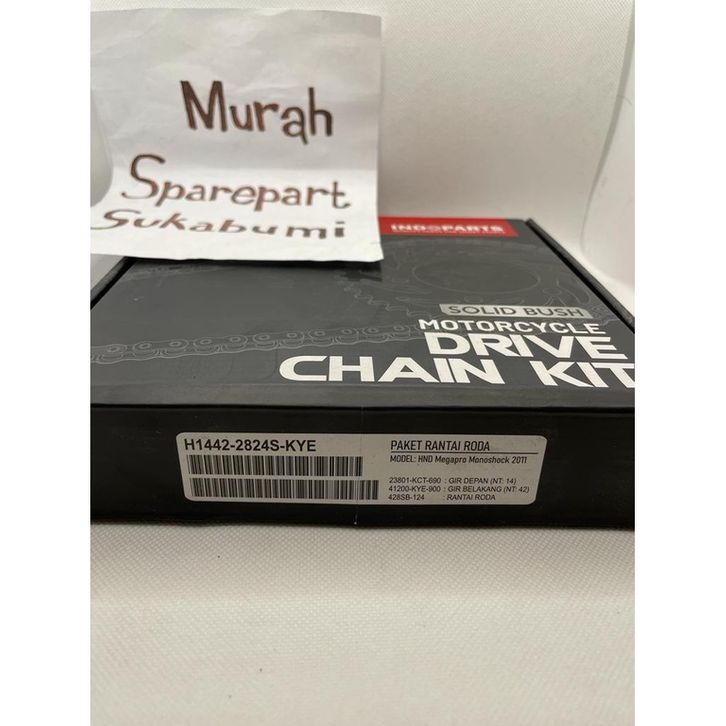 Murah
Sparepart
Sukabumi
INDOPARTS
SOLID BUSH
MOTORCYCLE
DRIVE
CHAIN KIT
H1442-2824S-KYE
PAKET RANTAI RODA
MODEL: HND Megapro Monoshock 2011
23801-KCT-690 : GIR DEPAN (NT: 14)
41200-KYE-900 : GIR BELAKANG (NT: 42)
428SB-124 : RANTAI RODA